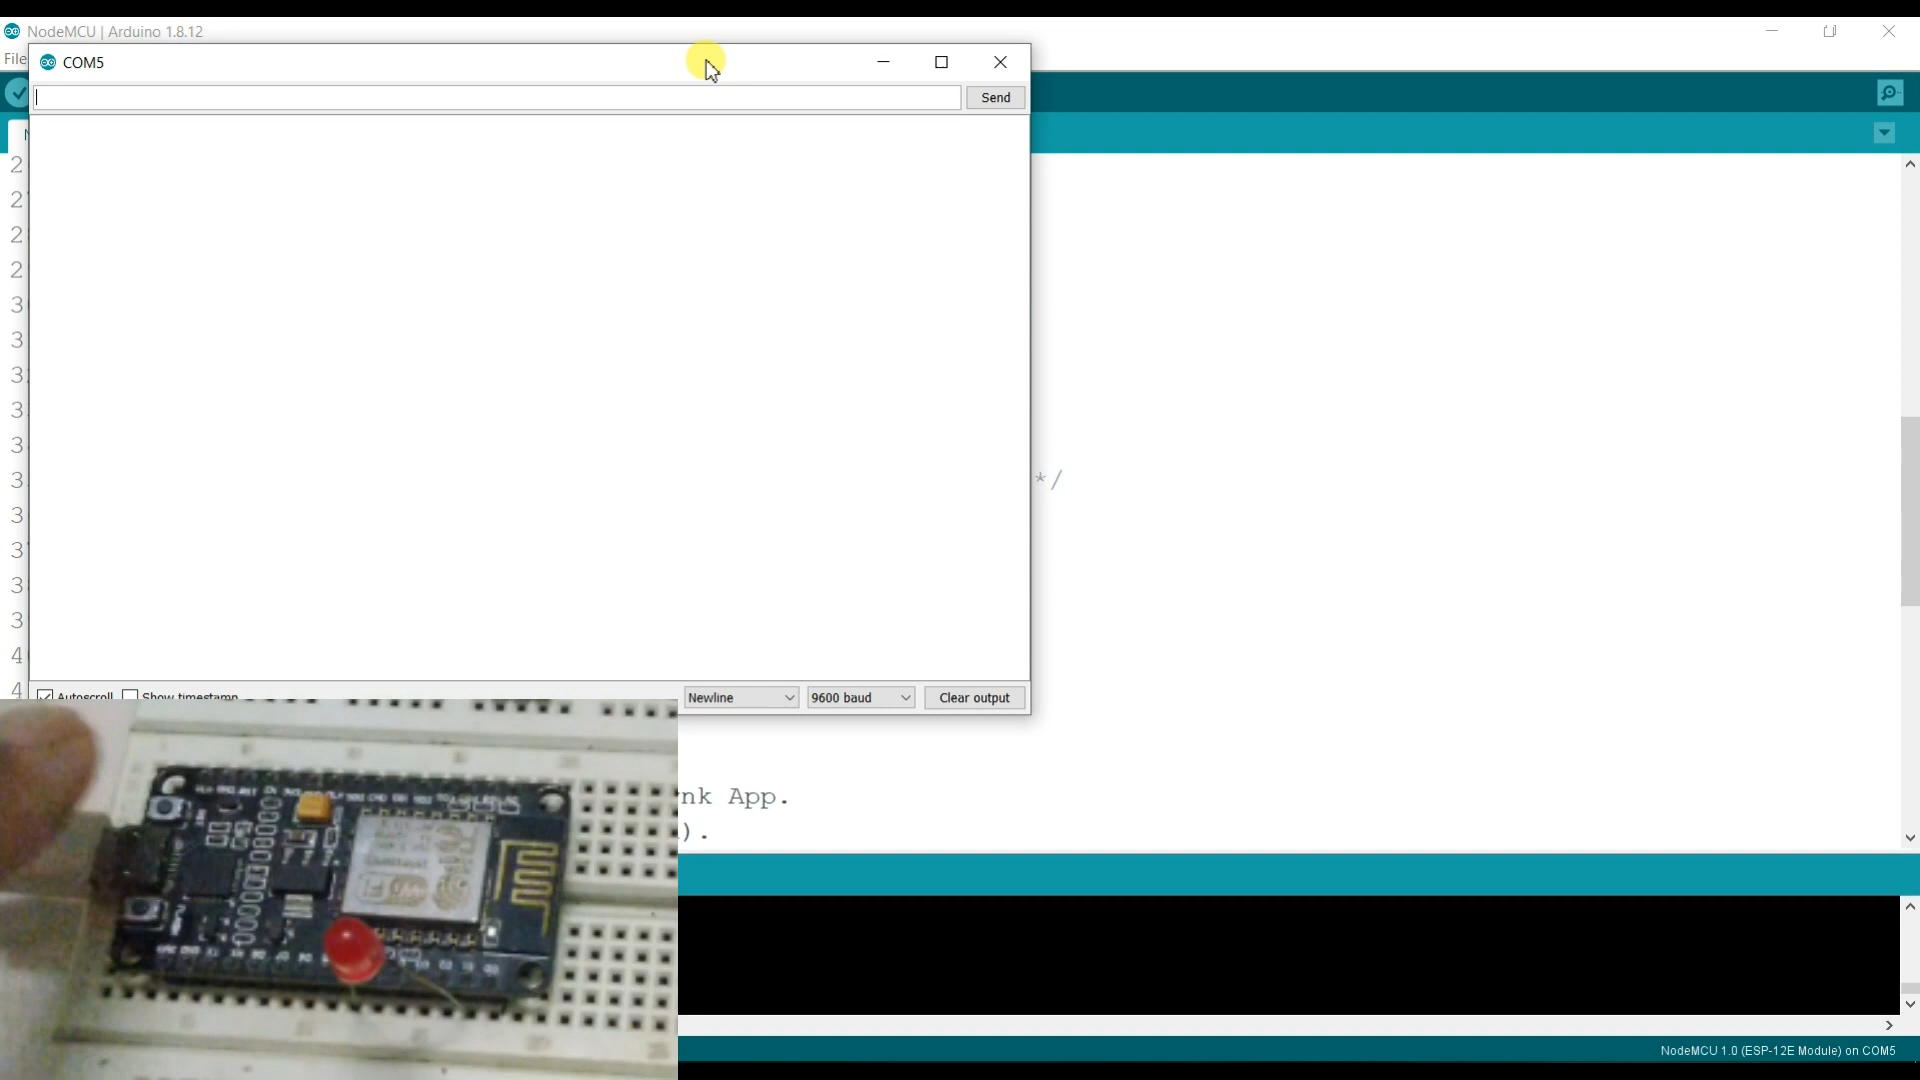 NodeMCU | Arduino 1.8.12
File
COM5
Send
2
2
2
2
3
3
3
3
3
3
*/
3
3
3
3
4
4
Autoscroll
Show timestamp
Newline
9600 baud
Clear output
nk App.
).
NodeMCU 1.0 (ESP-12E Module) on COM5